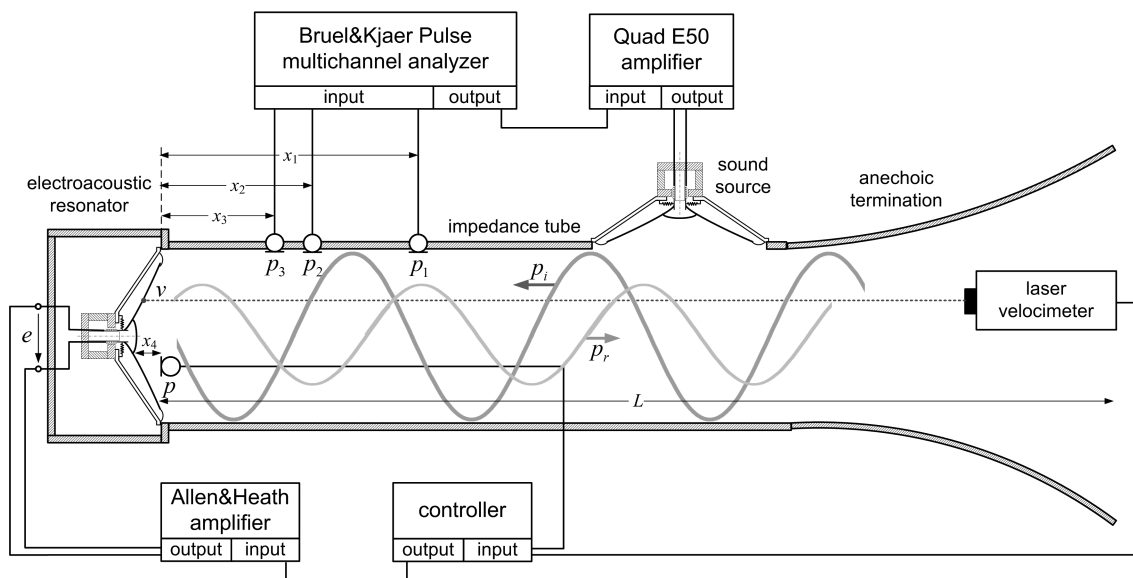 Bruel&Kjaer Pulse
multichannel analyzer
input
output
Quad E50
amplifier
input
output
x1
x2
x3
electroacoustic
resonator
sound
source
anechoic
termination
impedance tube
p3
p2
p1
pi
pr
v
laser
velocimeter
e
x4
p
L
Allen&Heath
amplifier
output
input
controller
output
input